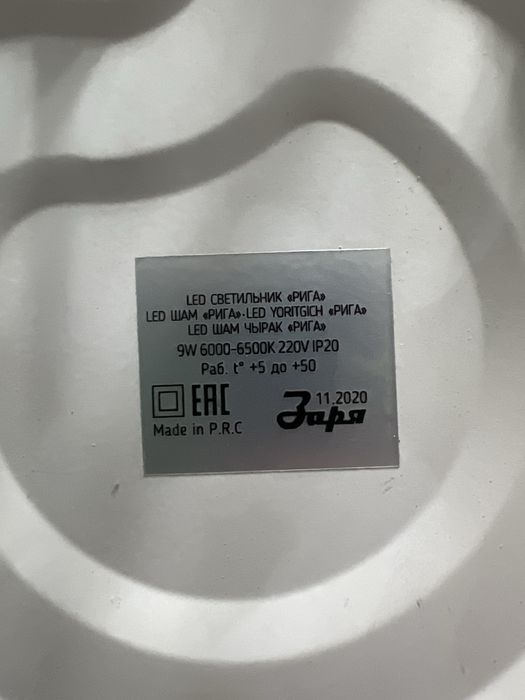 LED СВЕТИЛЬНИК «РИГА»
LED ШАМ «РИГА»·LED YORITGICH «РИГА»
LED ШАМ ЧЫРАК «РИГА»
9W 6000-6500K 220V IP20
Раб. t° +5 до +50
EAC
11.2020
Заря
Made in P.R.C